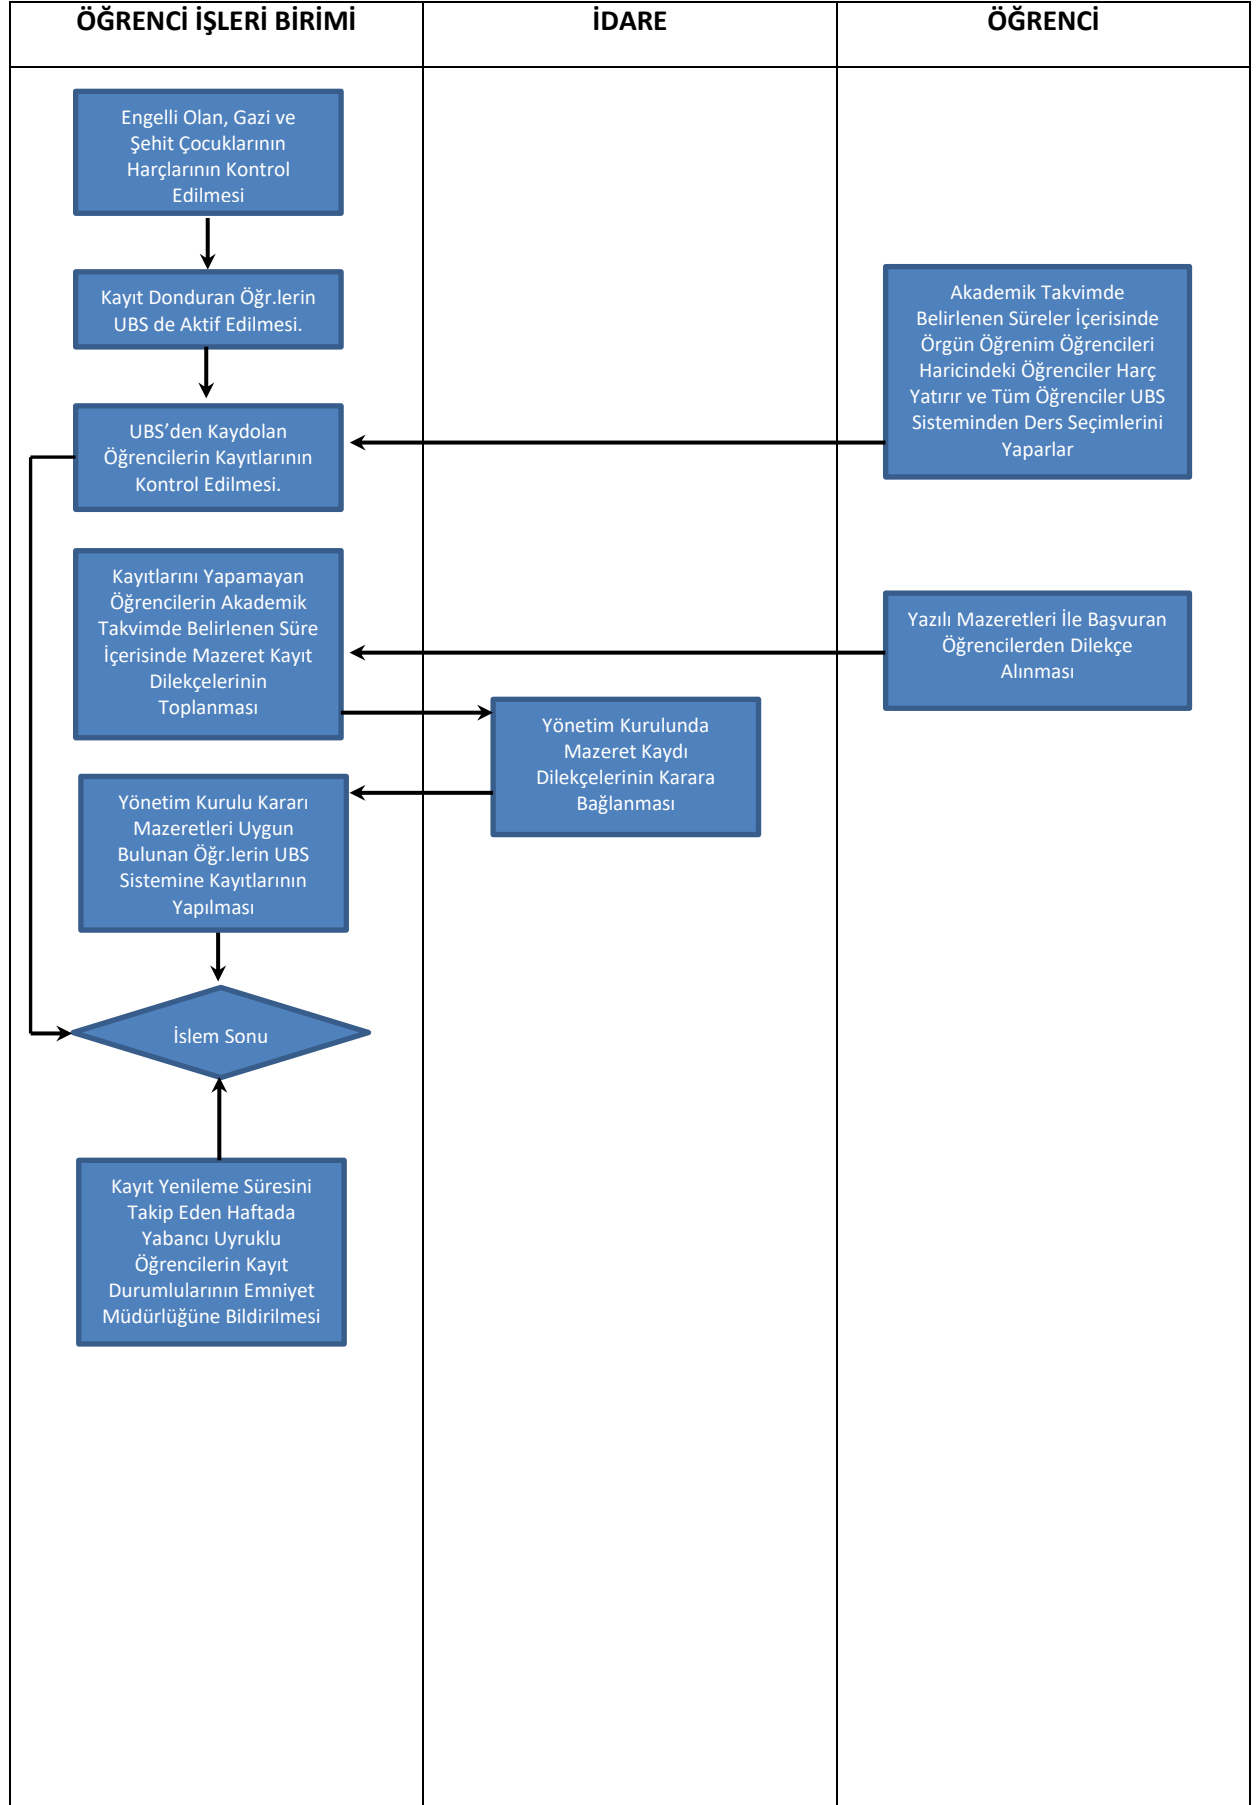 ÖĞRENCİ İŞLERİ BİRİMİ
İDARE
ÖĞRENCİ
Engelli Olan, Gazi ve
Şehit Çocuklarının
Harçlarının Kontrol
Edilmesi
Kayıt Donduran Öğr.lerin
UBS de Aktif Edilmesi.
Akademik Takvimde
Belirlenen Süreler İçerisinde
Örgün Öğrenim Öğrencileri
Haricindeki Öğrenciler Harç
Yatırır ve Tüm Öğrenciler UBS
Sisteminden Ders Seçimlerini
Yaparlar
UBS’den Kaydolan
Öğrencilerin Kayıtlarının
Kontrol Edilmesi.
Kayıtlarını Yapamayan
Öğrencilerin Akademik
Takvimde Belirlenen Süre
İçerisinde Mazeret Kayıt
Dilekçelerinin
Toplanması
Yazılı Mazeretleri İle Başvuran
Öğrencilerden Dilekçe
Alınması
Yönetim Kurulunda
Mazeret Kaydı
Dilekçelerinin Karara
Bağlanması
Yönetim Kurulu Kararı
Mazeretleri Uygun
Bulunan Öğr.lerin UBS
Sistemine Kayıtlarının
Yapılması
İslem Sonu
Kayıt Yenileme Süresini
Takip Eden Haftada
Yabancı Uyruklu
Öğrencilerin Kayıt
Durumlularının Emniyet
Müdürlüğüne Bildirilmesi